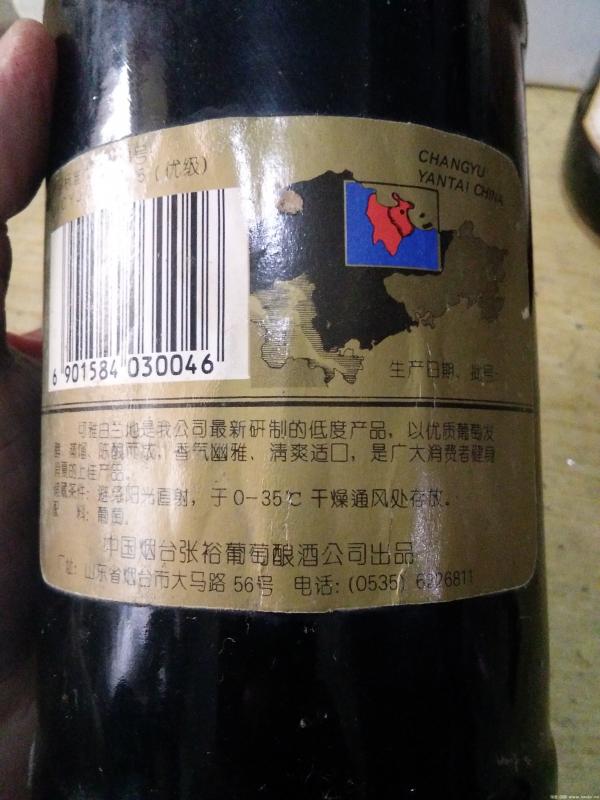 号
(优级)
CHANGYU
YANTAI CHINA
6 901584 030046
生产日期、批号
可雅白兰地是我公司最新研制的低度产品，以优质葡萄发
酵、蒸馏、陈酿而成，香气幽雅、清爽适口，是广大消费者健身
消夏的上佳产品。
贮藏条件：避免阳光直射，于0-35℃干燥通风处存放。
配 料：葡萄。
中国烟台张裕葡萄酿酒公司出品
厂址：山东省烟台市大马路56号 电话：(0535) 6226811